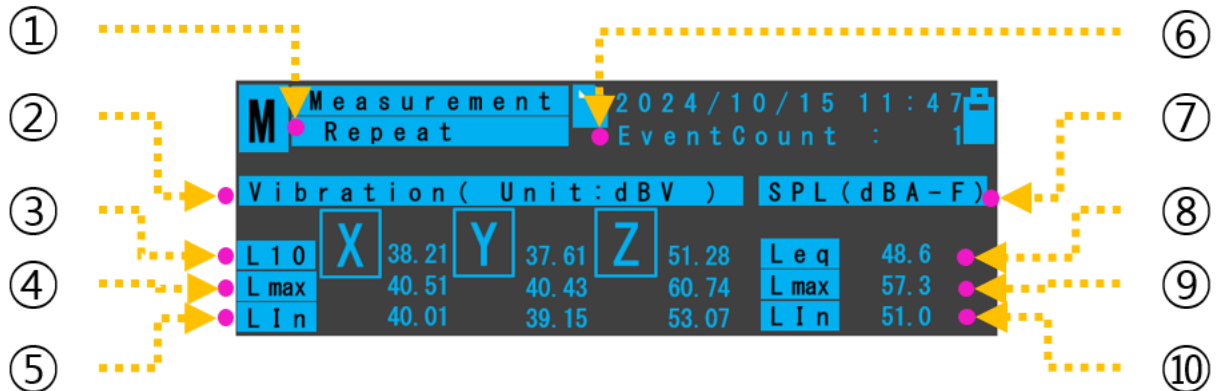 ①
⑥
②
Measurement
2024/10/15 11:47
M
Repeat
EventCount : 1
⑦
Vibration( Unit:dBV )
SPL(dBA-F)
③
⑧
X
Y
Z
L10 38.21 37.61 51.28
Leq 48.6
④
Lmax 40.51 40.43 60.74
Lmax 57.3
⑨
LIn 40.01 39.15 53.07
LIn 51.0
⑤
⑩